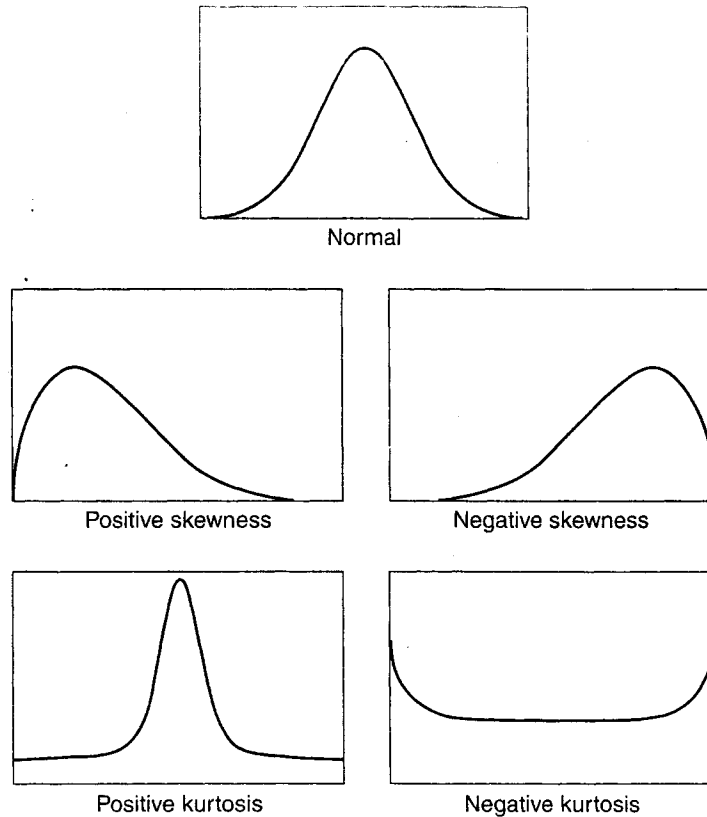 Normal
Positive skewness
Negative skewness
Positive kurtosis
Negative kurtosis